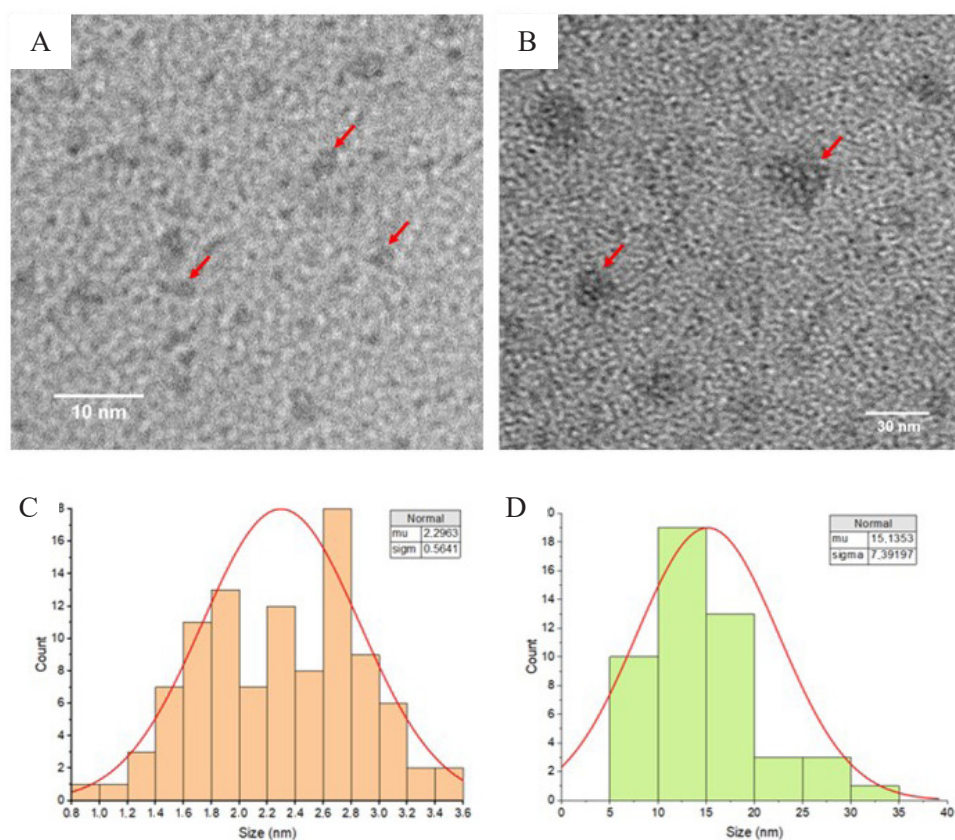 A
B
10 nm
30 nm
C
D
8
16
14
12
10
8
6
4
2
0
Count
Normal
mu 2,2963
sigm 0.5641
0.8 1,0 1,2 1.4 1.6 1.8 2.0 2.2 2.4 2.6 2.8 3.0 3.2 3.4 3.6
Size (nm)
0
18
16
14
12
10
8
6
4
2
0
Count
Normal
mu 15,1353
sigma 7,39197
0 5 10 15 20 25 30 35 40
Size (nm)